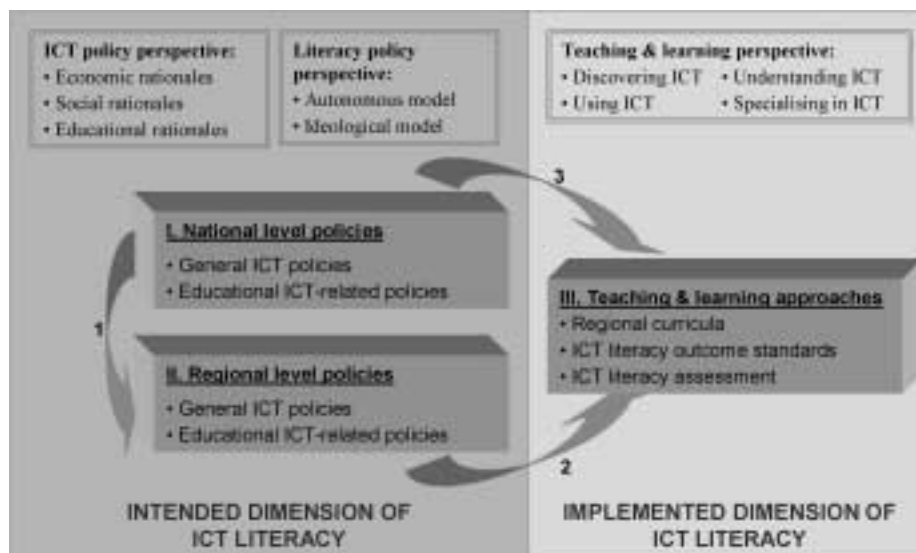 ICT policy perspective:
• Economic rationales
• Social rationales
• Educational rationales
Literacy policy
perspective:
• Autonomous model
• Ideological model
Teaching & learning perspective:
• Discovering ICT • Understanding ICT
• Using ICT • Specialising in ICT
3
I. National level policies
• General ICT policies
• Educational ICT-related policies
1
II. Regional level policies
• General ICT policies
• Educational ICT-related policies
III. Teaching & learning approaches
• Regional curricula
• ICT literacy outcome standards
• ICT literacy assessment
2
INTENDED DIMENSION OF
ICT LITERACY
IMPLEMENTED DIMENSION OF
ICT LITERACY